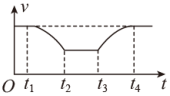 v
O t₁ t₂ t₃ t₄ t